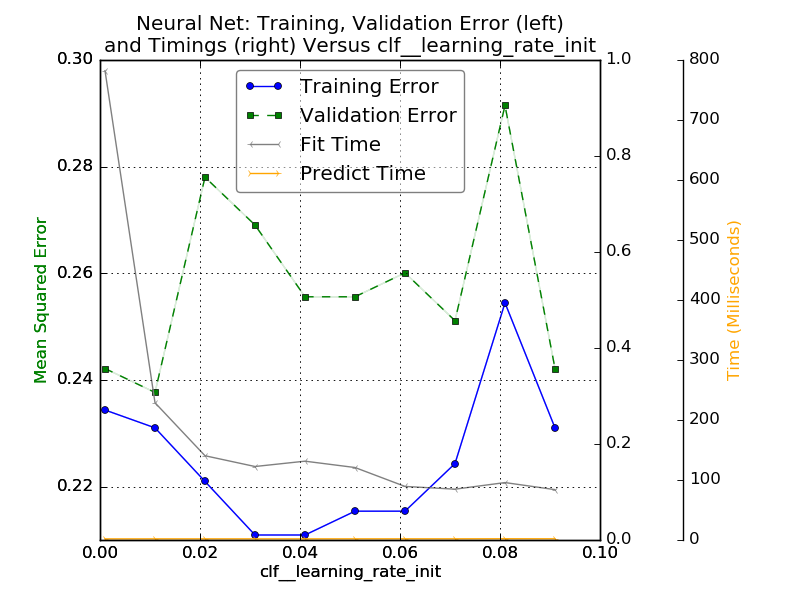 Neural Net: Training, Validation Error (left)
and Timings (right) Versus clf__learning_rate_init
Training Error
Validation Error
Fit Time
Predict Time
Mean Squared Error
0.30
0.28
0.26
0.24
0.22
0.00 0.02 0.04 0.06 0.08 0.10
clf__learning_rate_init
1.0
0.8
0.6
0.4
0.2
0.0
800
700
600
500
400
300
200
100
0
Time (Milliseconds)